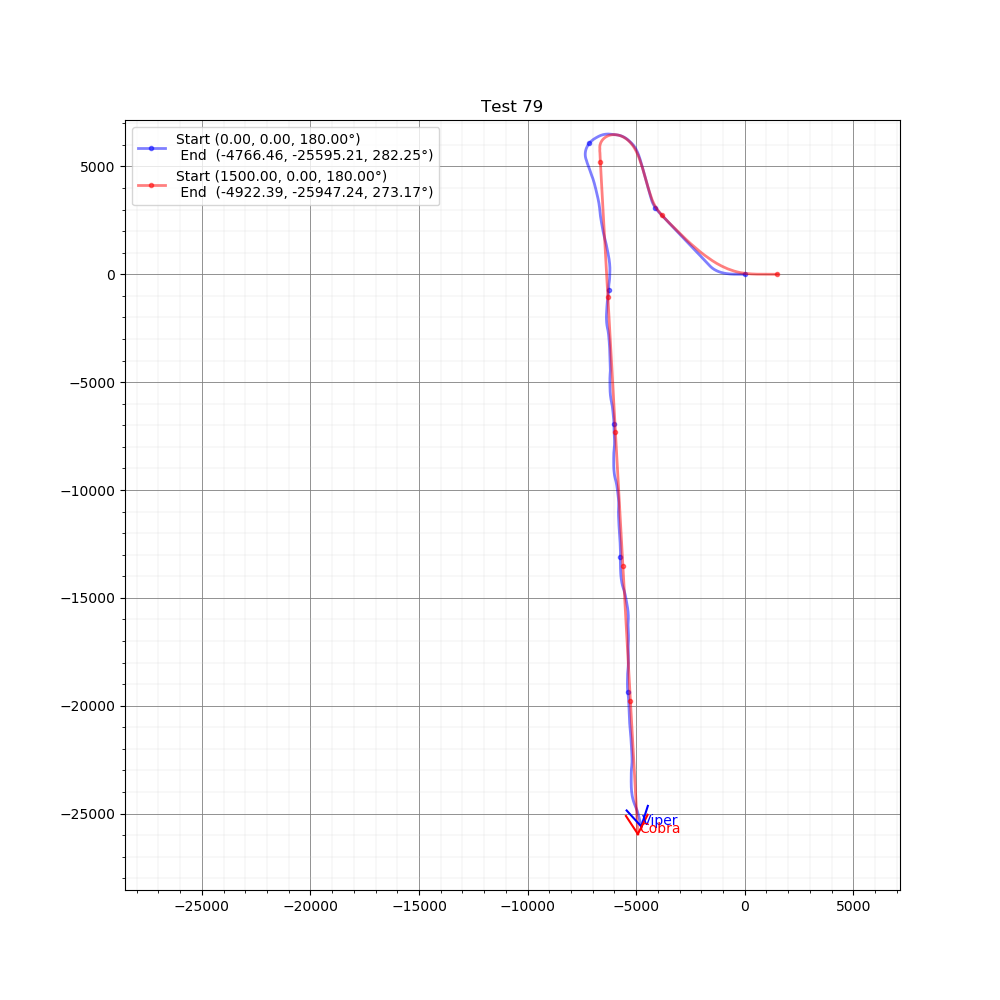 Test 79
Start (0.00, 0.00, 180.00°)
End (-4766.46, -25595.21, 282.25°)
Start (1500.00, 0.00, 180.00°)
End (-4922.39, -25947.24, 273.17°)
5000
0
−5000
−10000
−15000
−20000
−25000
Viper
Cobra
−25000 −20000 −15000 −10000 −5000 0 5000